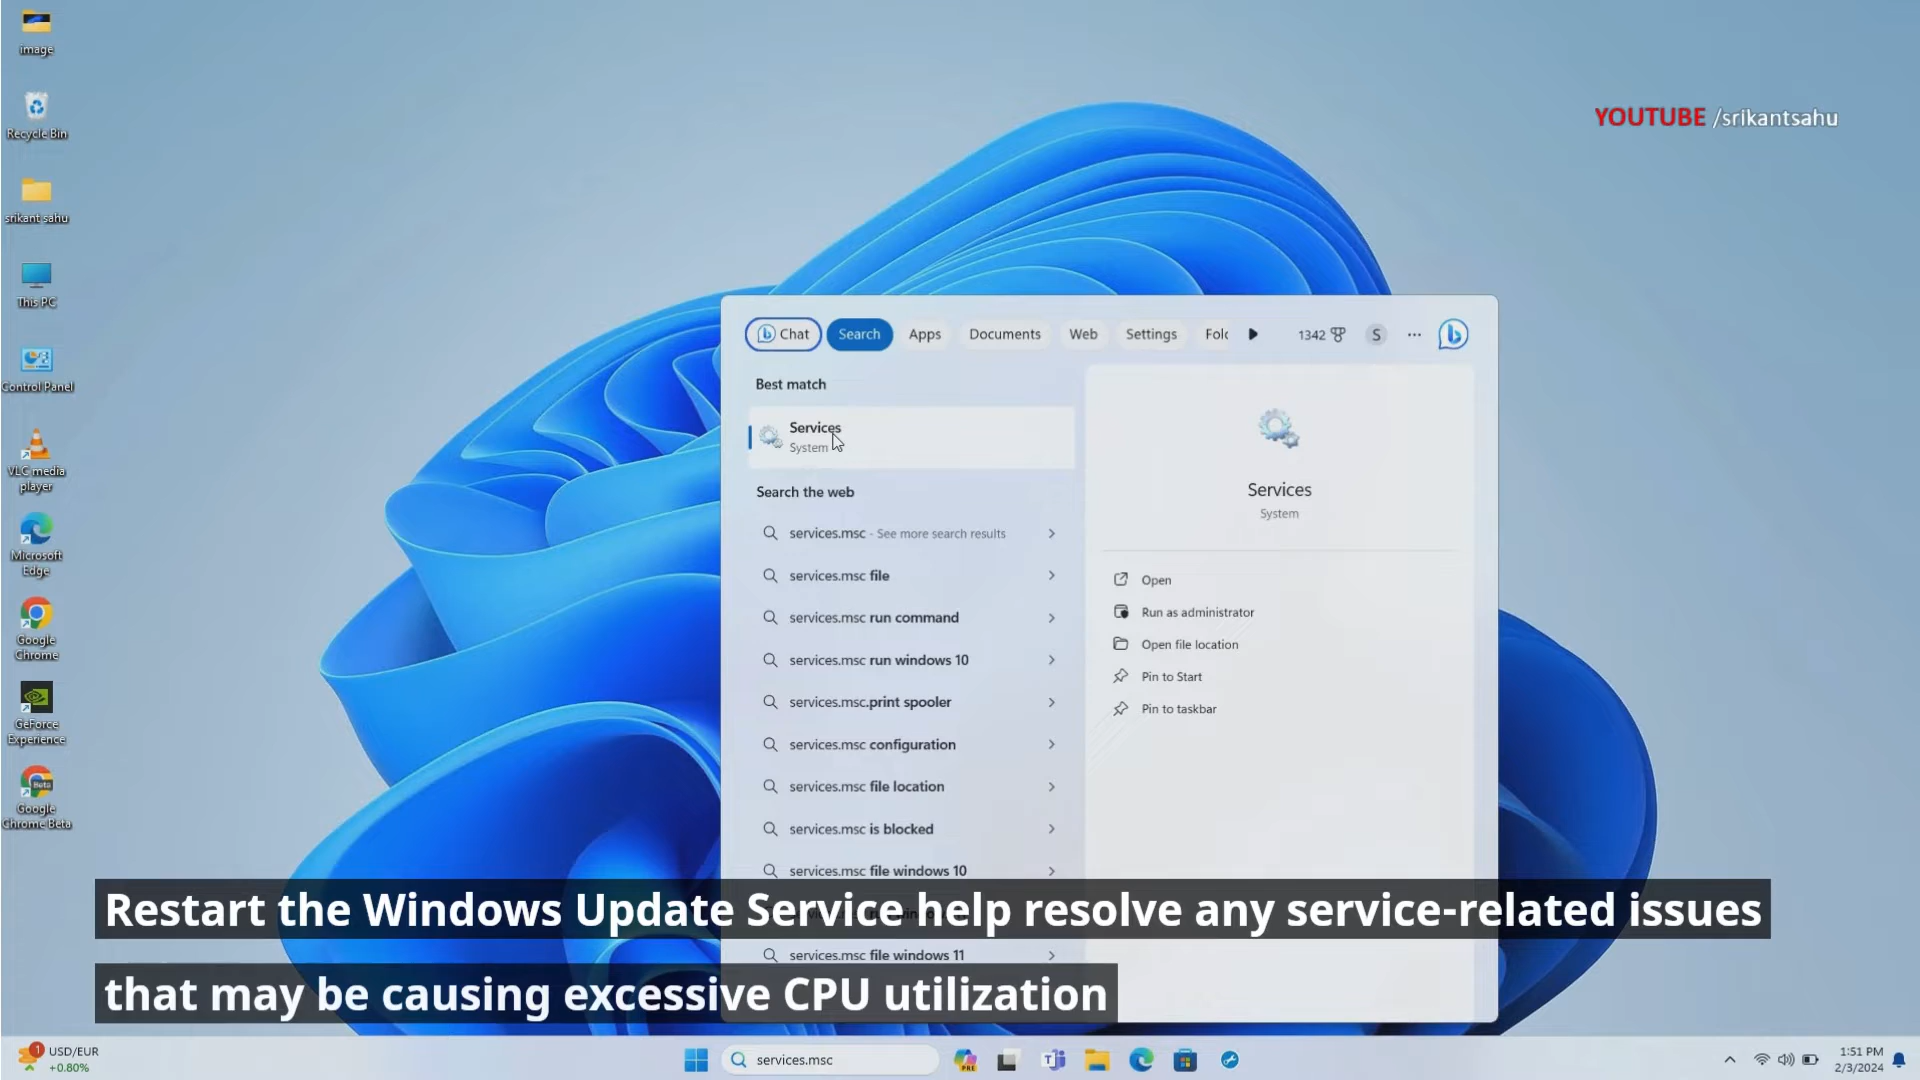 image
Recycle Bin
srikant sahu
This PC
Control Panel
VLC media
player
Microsoft
Edge
Google
Chrome
GeForce
Experience
Beta
Google
Chrome Beta
YOUTUBE /srikantsahu
Chat Search Apps Documents Web Settings Fol 1342 S ...
Best match
Services
System
Search the web
services.msc - See more search results
services.msc file
services.msc run command
services.msc run windows 10
services.msc.print spooler
services.msc configuration
services.msc file location
services.msc is blocked
services.msc file windows 10
services.msc file windows 11
Services
System
Open
Run as administrator
Open file location
Pin to Start
Pin to taskbar
Restart the Windows Update Service help resolve any service-related issues
that may be causing excessive CPU utilization
1
USD/EUR
+0.80%
services.msc
PRE
1:51 PM
2/3/2024